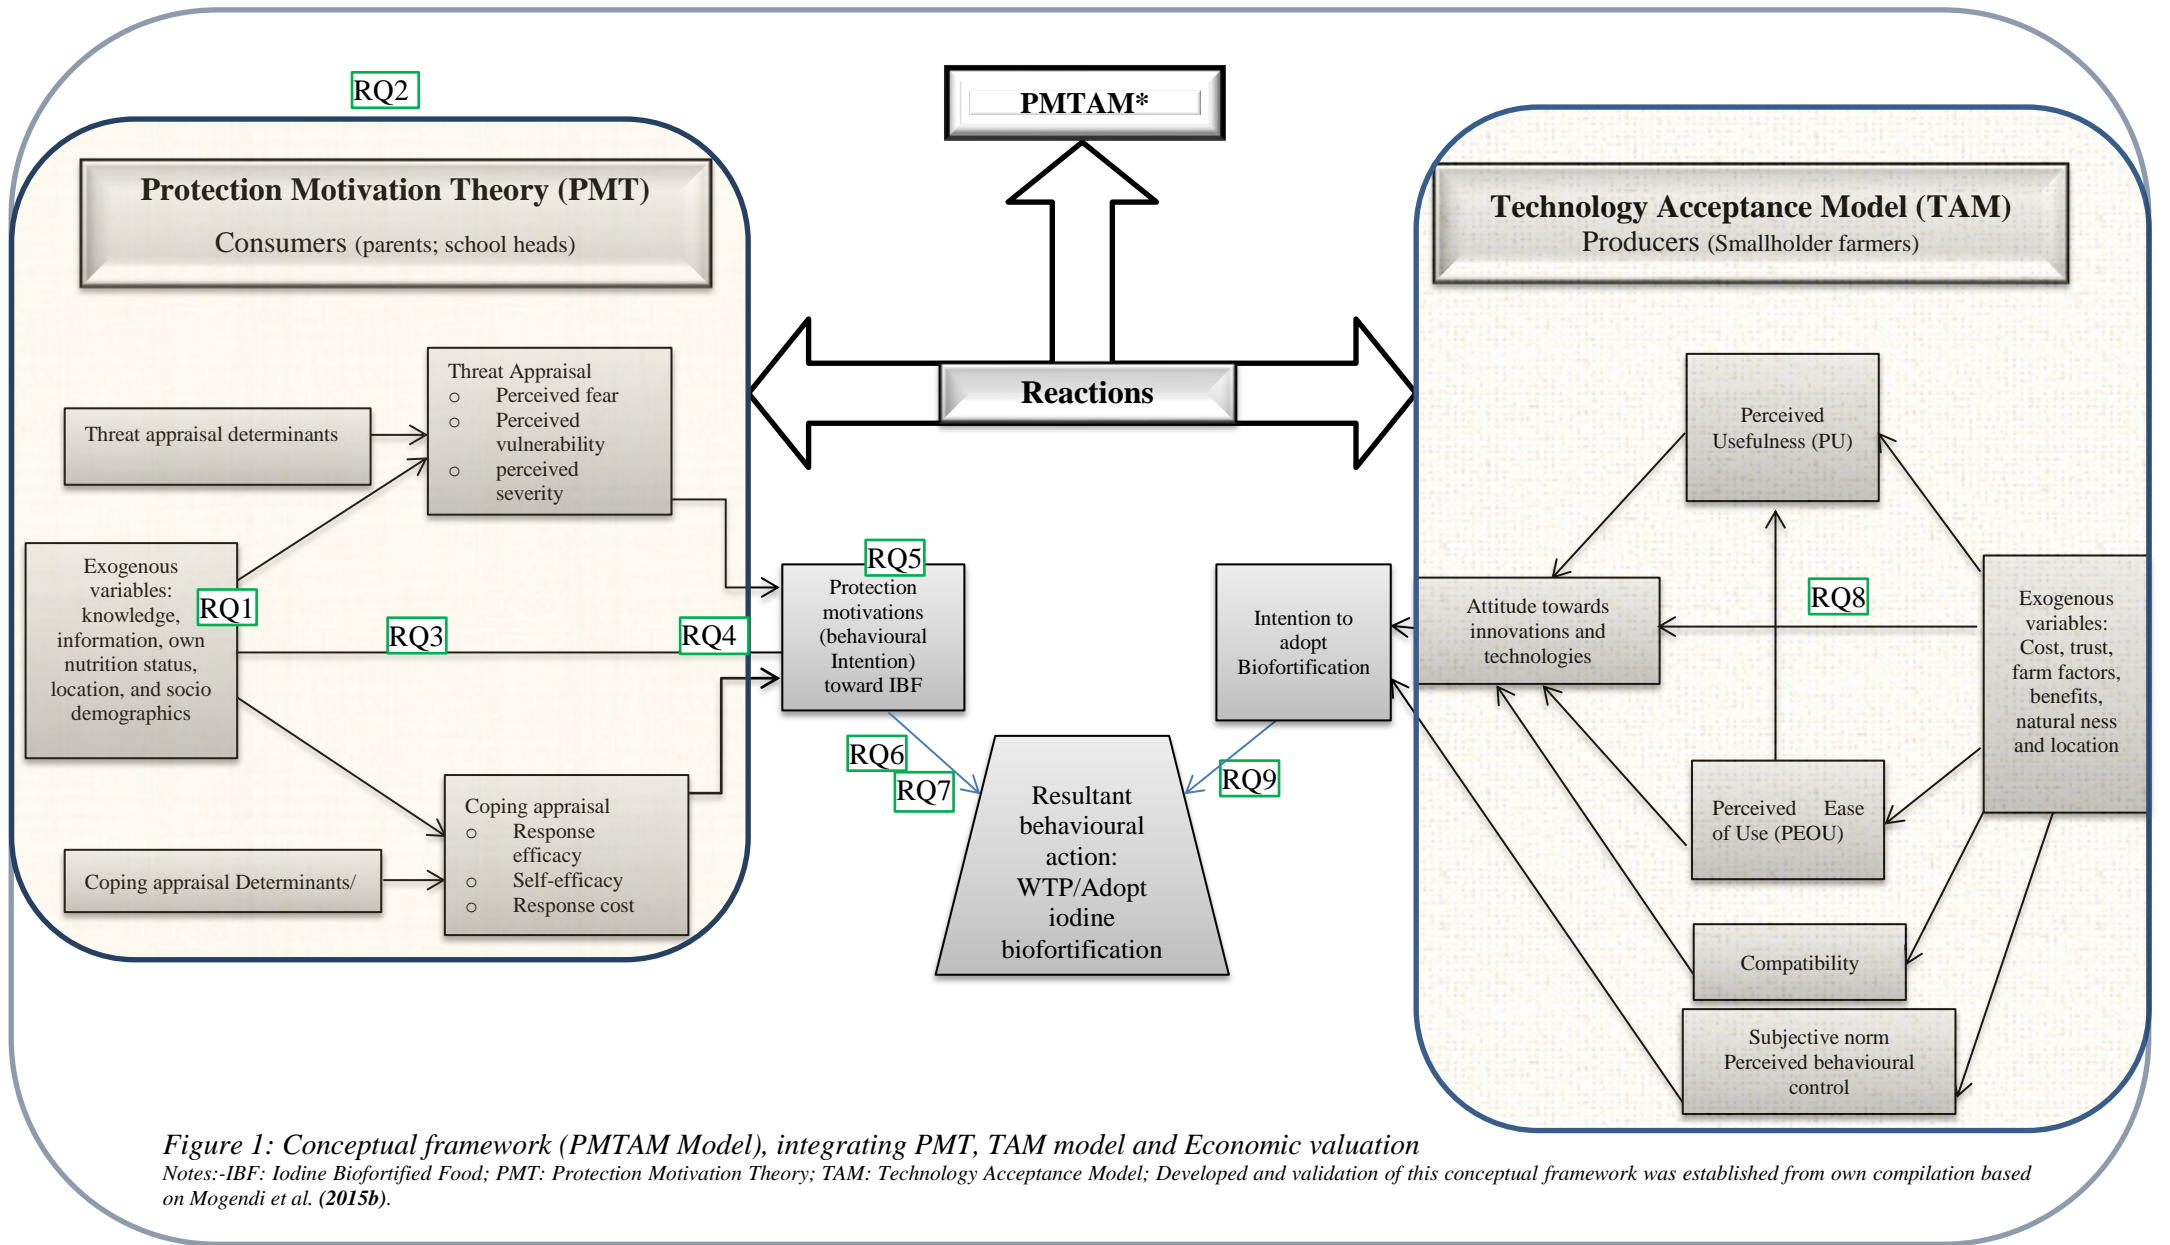 RQ2
PMTAM*
Protection Motivation Theory (PMT)
Consumers (parents; school heads)
Technology Acceptance Model (TAM)
Producers (Smallholder farmers)
Reactions
Threat appraisal determinants
Threat Appraisal
o Perceived fear
o Perceived
vulnerability
o perceived
severity
Exogenous
variables:
knowledge,
information, own
nutrition status,
location, and socio
demographics
RQ1
RQ3
RQ4
Coping appraisal
o Response
efficacy
o Self-efficacy
o Response cost
Coping appraisal Determinants/
RQ5
Protection
motivations
(behavioural
Intention)
toward IBF
RQ6
RQ7
Resultant
behavioural
action:
WTP/Adopt
iodine
biofortification
RQ9
Intention to
adopt
Biofortification
Attitude towards
innovations and
technologies
Perceived
Usefulness (PU)
RQ8
Exogenous
variables:
Cost, trust,
farm factors,
benefits,
natural ness
and location
Perceived Ease
of Use (PEOU)
Compatibility
Subjective norm
Perceived behavioural
control
Figure 1: Conceptual framework (PMTAM Model), integrating PMT, TAM model and Economic valuation
Notes:-IBF: Iodine Biofortified Food; PMT: Protection Motivation Theory; TAM: Technology Acceptance Model; Developed and validation of this conceptual framework was established from own compilation based
on Mogendi et al. (2015b).